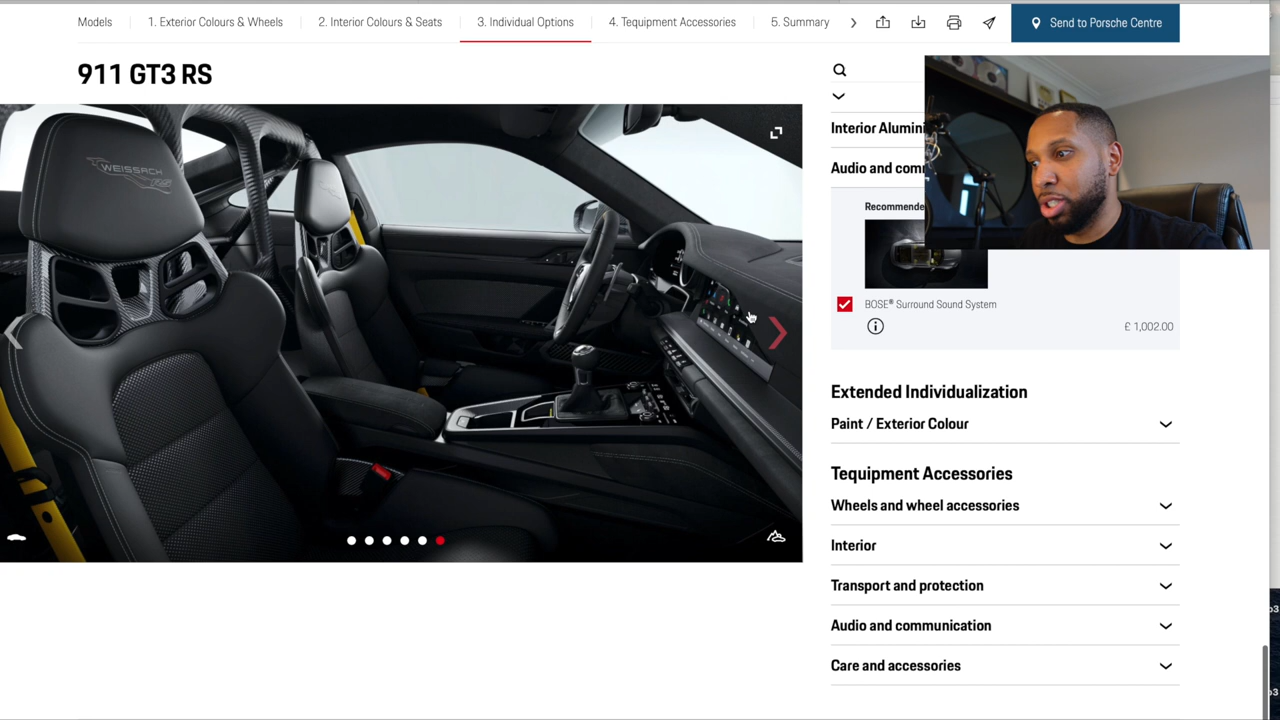 Models
1. Exterior Colours & Wheels
2. Interior Colours & Seats
3. Individual Options
4. Tequipment Accessories
5. Summary
Send to Porsche Centre
911 GT3 RS
WEISSACH
RS
Interior Alumini
Audio and com
Recommende
BOSE® Surround Sound System
£ 1,002.00
Extended Individualization
Paint / Exterior Colour
Tequipment Accessories
Wheels and wheel accessories
Interior
Transport and protection
Audio and communication
Care and accessories